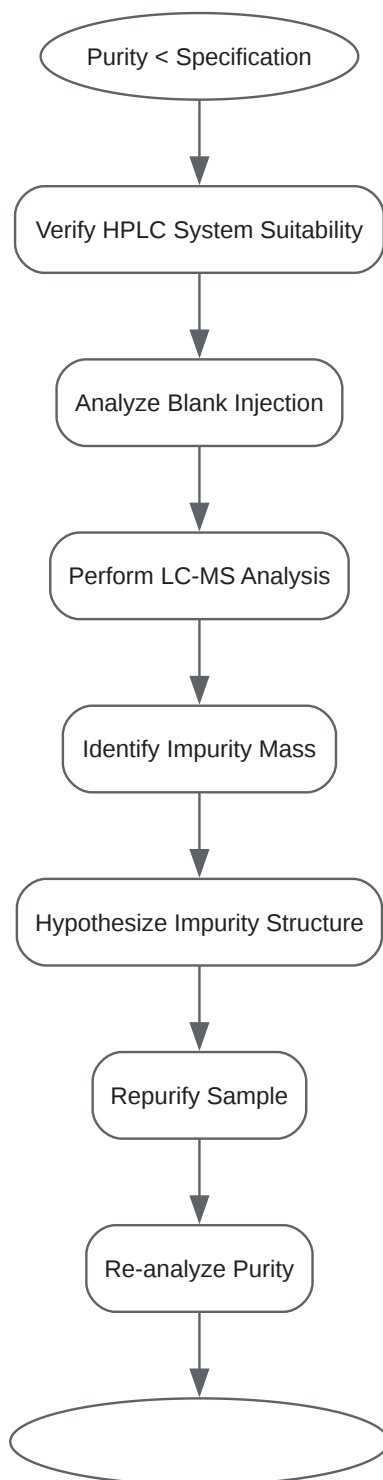 Purity < Specification
Verify HPLC System Suitability
Analyze Blank Injection
Perform LC-MS Analysis
Identify Impurity Mass
Hypothesize Impurity Structure
Repurify Sample
Re-analyze Purity